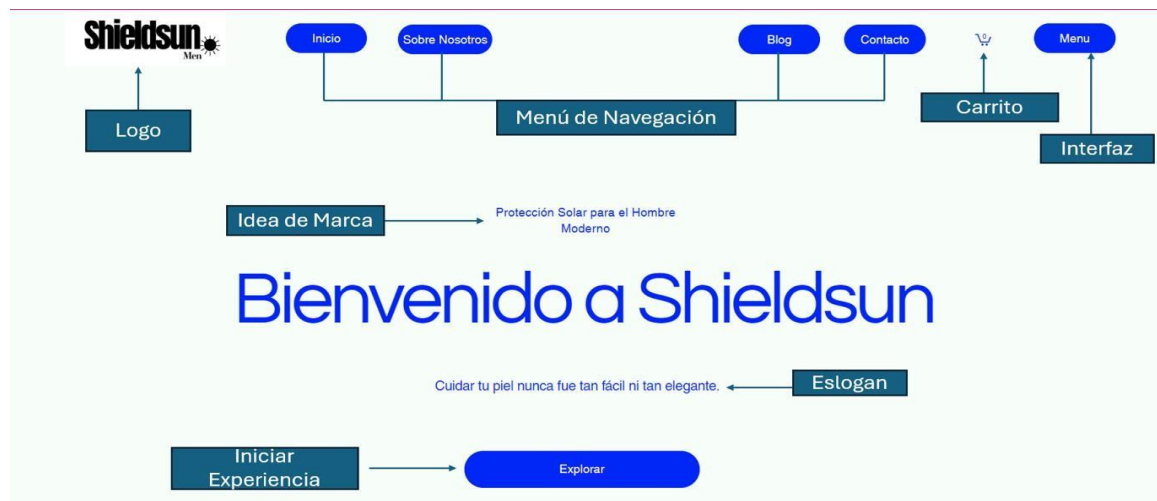 Shieldsun
Men
Inicio
Sobre Nosotros
Blog
Contacto
0
Menu
Logo
Menú de Navegación
Carrito
Interfaz
Idea de Marca
Protección Solar para el Hombre
Moderno
Bienvenido a Shieldsun
Cuidar tu piel nunca fue tan fácil ni tan elegante.
Eslogan
Iniciar
Experiencia
Explorar